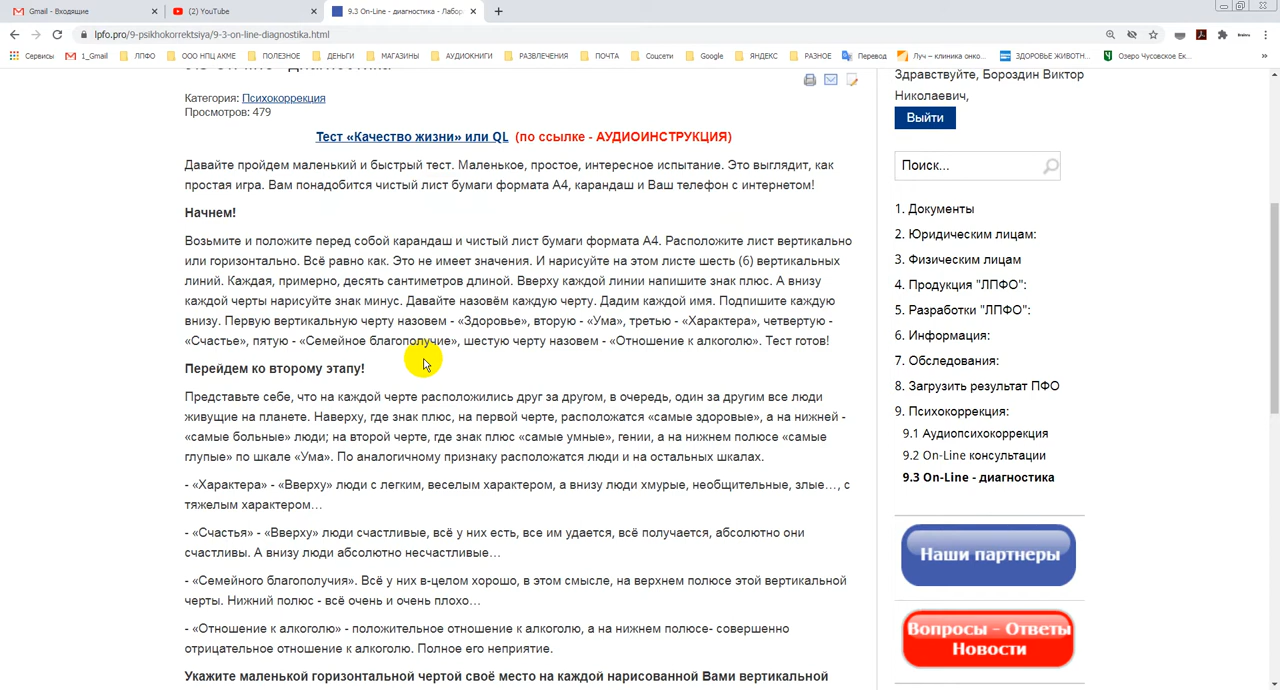 Gmail - Входящие
(2) YouTube
9.3 On-Line - диагностика - Лабор
lpfo.pro/9-psikhokorrektsiya/9-3-on-line-diagnostika.html
Сервисы
1_Gmail
ЛПФО
ООО НПЦ АКМЕ
ПОЛЕЗНОЕ
ДЕНЬГИ
МАГАЗИНЫ
АУДИОКНИГИ
РАЗВЛЕЧЕНИЯ
ПОЧТА
Соцсети
Google
ЯНДЕКС
РАЗНОЕ
Перевод
Луч – клиника онко...
ЗДОРОВЬЕ ЖИВОТН...
Озеро Чусовское Ек...
Категория: Психокоррекция
Просмотров: 479
Тест «Качество жизни» или QL (по ссылке - АУДИОИНСТРУКЦИЯ)
Давайте пройдем маленький и быстрый тест. Маленькое, простое, интересное испытание. Это выглядит, как
простая игра. Вам понадобится чистый лист бумаги формата А4, карандаш и Ваш телефон с интернетом!
Начнем!
Возьмите и положите перед собой карандаш и чистый лист бумаги формата А4. Расположите лист вертикально
или горизонтально. Всё равно как. Это не имеет значения. И нарисуйте на этом листе шесть (6) вертикальных
линий. Каждая, примерно, десять сантиметров длиной. Вверху каждой линии напишите знак плюс. А внизу
каждой черты нарисуйте знак минус. Давайте назовём каждую черту. Дадим каждой имя. Подпишите каждую
внизу. Первую вертикальную черту назовем - «Здоровье», вторую - «Ума», третью - «Характера», четвертую -
«Счастье», пятую - «Семейное благополучие», шестую черту назовем - «Отношение к алкоголю». Тест готов!
Перейдем ко второму этапу!
Представьте себе, что на каждой черте расположились друг за другом, в очередь, один за другим все люди
живущие на планете. Наверху, где знак плюс, на первой черте, расположатся «самые здоровые», а на нижней -
«самые больные» люди; на второй черте, где знак плюс «самые умные», гении, а на нижнем полюсе «самые
глупые» по шкале «Ума». По аналогичному признаку расположатся люди и на остальных шкалах.
- «Характера» - «Вверху» люди с легким, веселым характером, а внизу люди хмурые, необщительные, злые…, с
тяжелым характером…
- «Счастья» - «Вверху» люди счастливые, всё у них есть, все им удается, всё получается, абсолютно они
счастливы. А внизу люди абсолютно несчастливые…
- «Семейного благополучия». Всё у них в-целом хорошо, в этом смысле, на верхнем полюсе этой вертикальной
черты. Нижний полюс - всё очень и очень плохо…
- «Отношение к алкоголю» - положительное отношение к алкоголю, а на нижнем полюсе- совершенно
отрицательное отношение к алкоголю. Полное его неприятие.
Укажите маленькой горизонтальной чертой своё место на каждой нарисованной Вами вертикальной
Здравствуйте, Бороздин Виктор
Николаевич,
Выйти
Поиск...
1. Документы
2. Юридическим лицам:
3. Физическим лицам
4. Продукция "ЛПФО":
5. Разработки "ЛПФО":
6. Информация:
7. Обследования:
8. Загрузить результат ПФО
9. Психокоррекция:
9.1 Аудиопсихокоррекция
9.2 On-Line консультации
9.3 On-Line - диагностика
Наши партнеры
Вопросы – Ответы
Новости